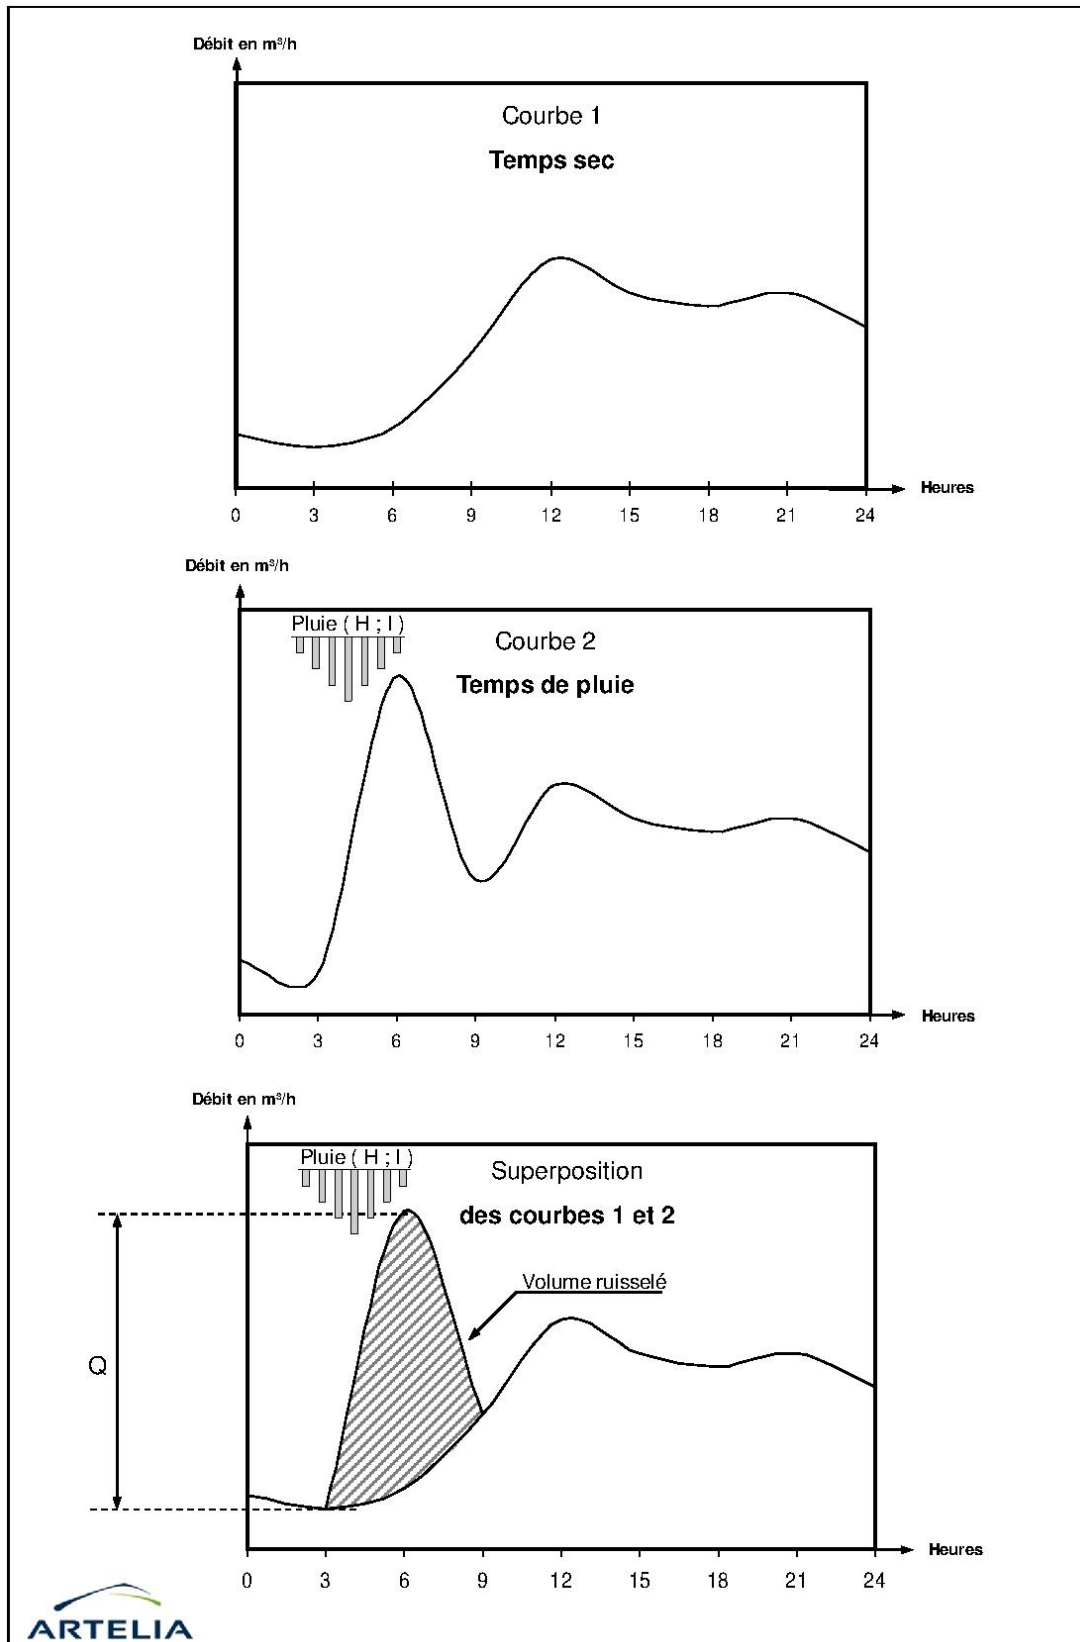 Débit en m³/h
Courbe 1
Temps sec
Heures
0 3 6 9 12 15 18 21 24
Débit en m³/h
Pluie ( H ; I )
Courbe 2
Temps de pluie
Heures
0 3 6 9 12 15 18 21 24
Débit en m³/h
Pluie ( H ; I )
Superposition
des courbes 1 et 2
Volume ruisselé
Q
Heures
0 3 6 9 12 15 18 21 24
ARTELIA